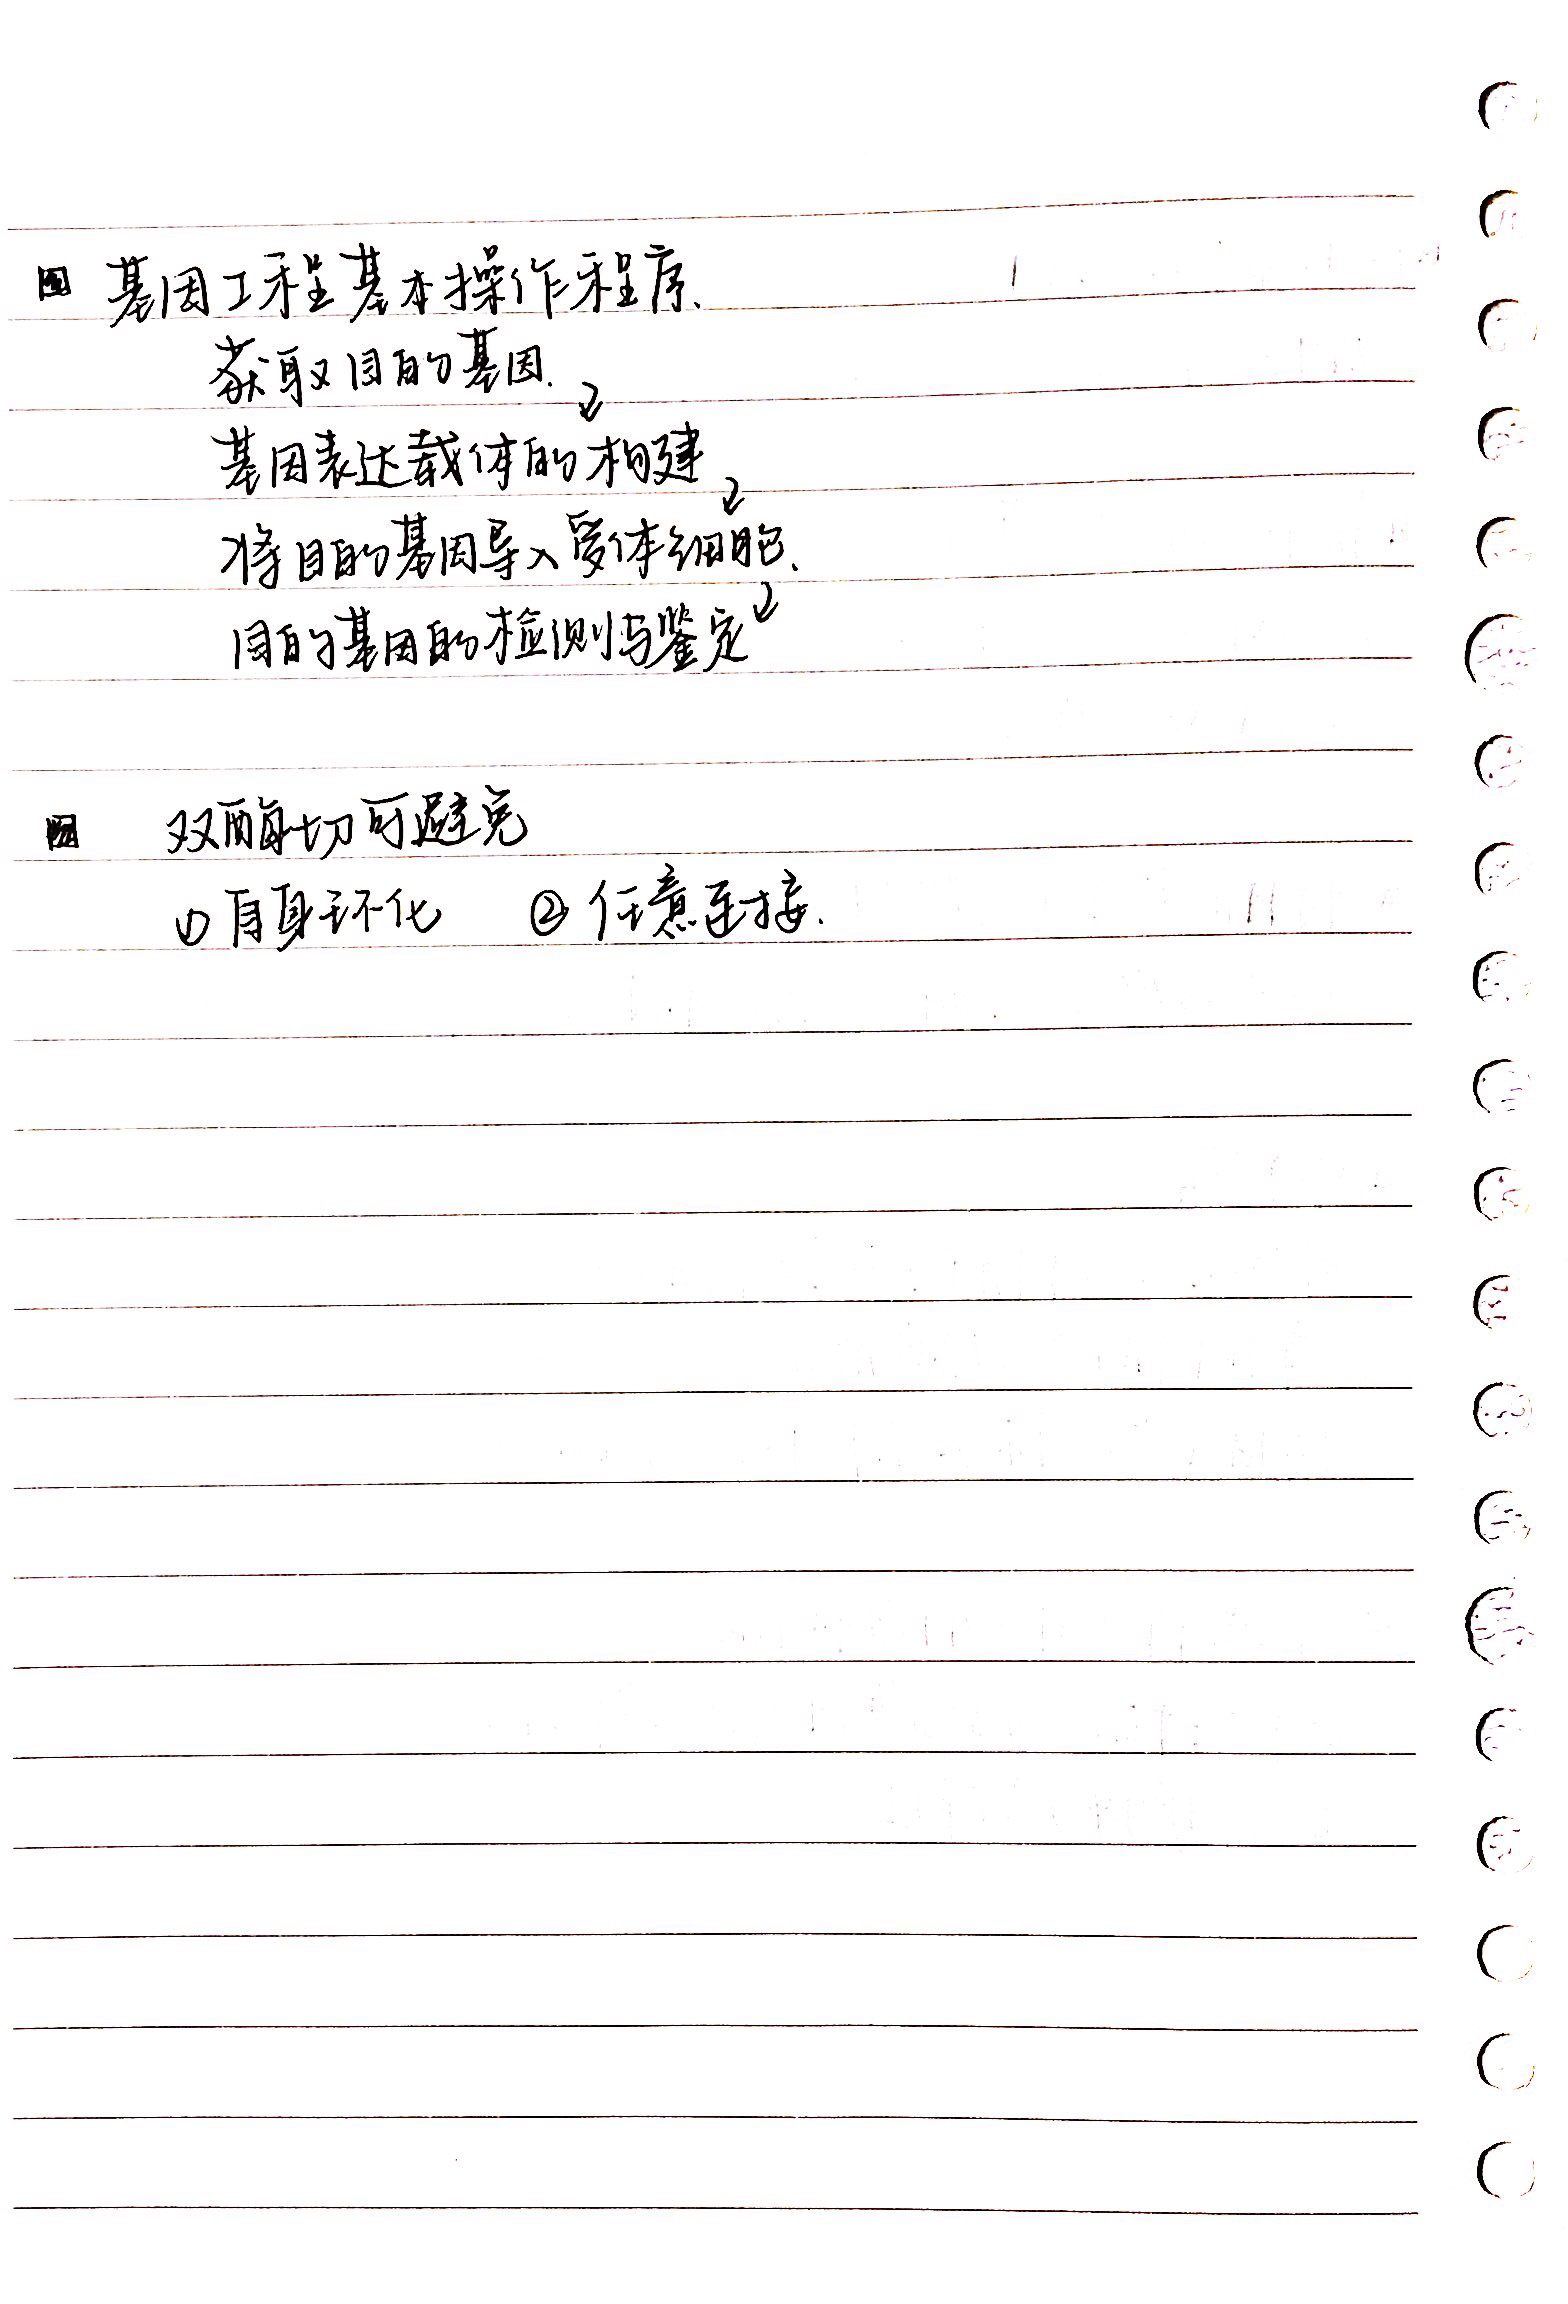 基因工程基本操作程序.
获取目的基因.
基因表达载体的构建
将目的基因导入受体细胞.
目的基因的检测与鉴定
双酶切可避免
① 自身环化 ② 任意连接.